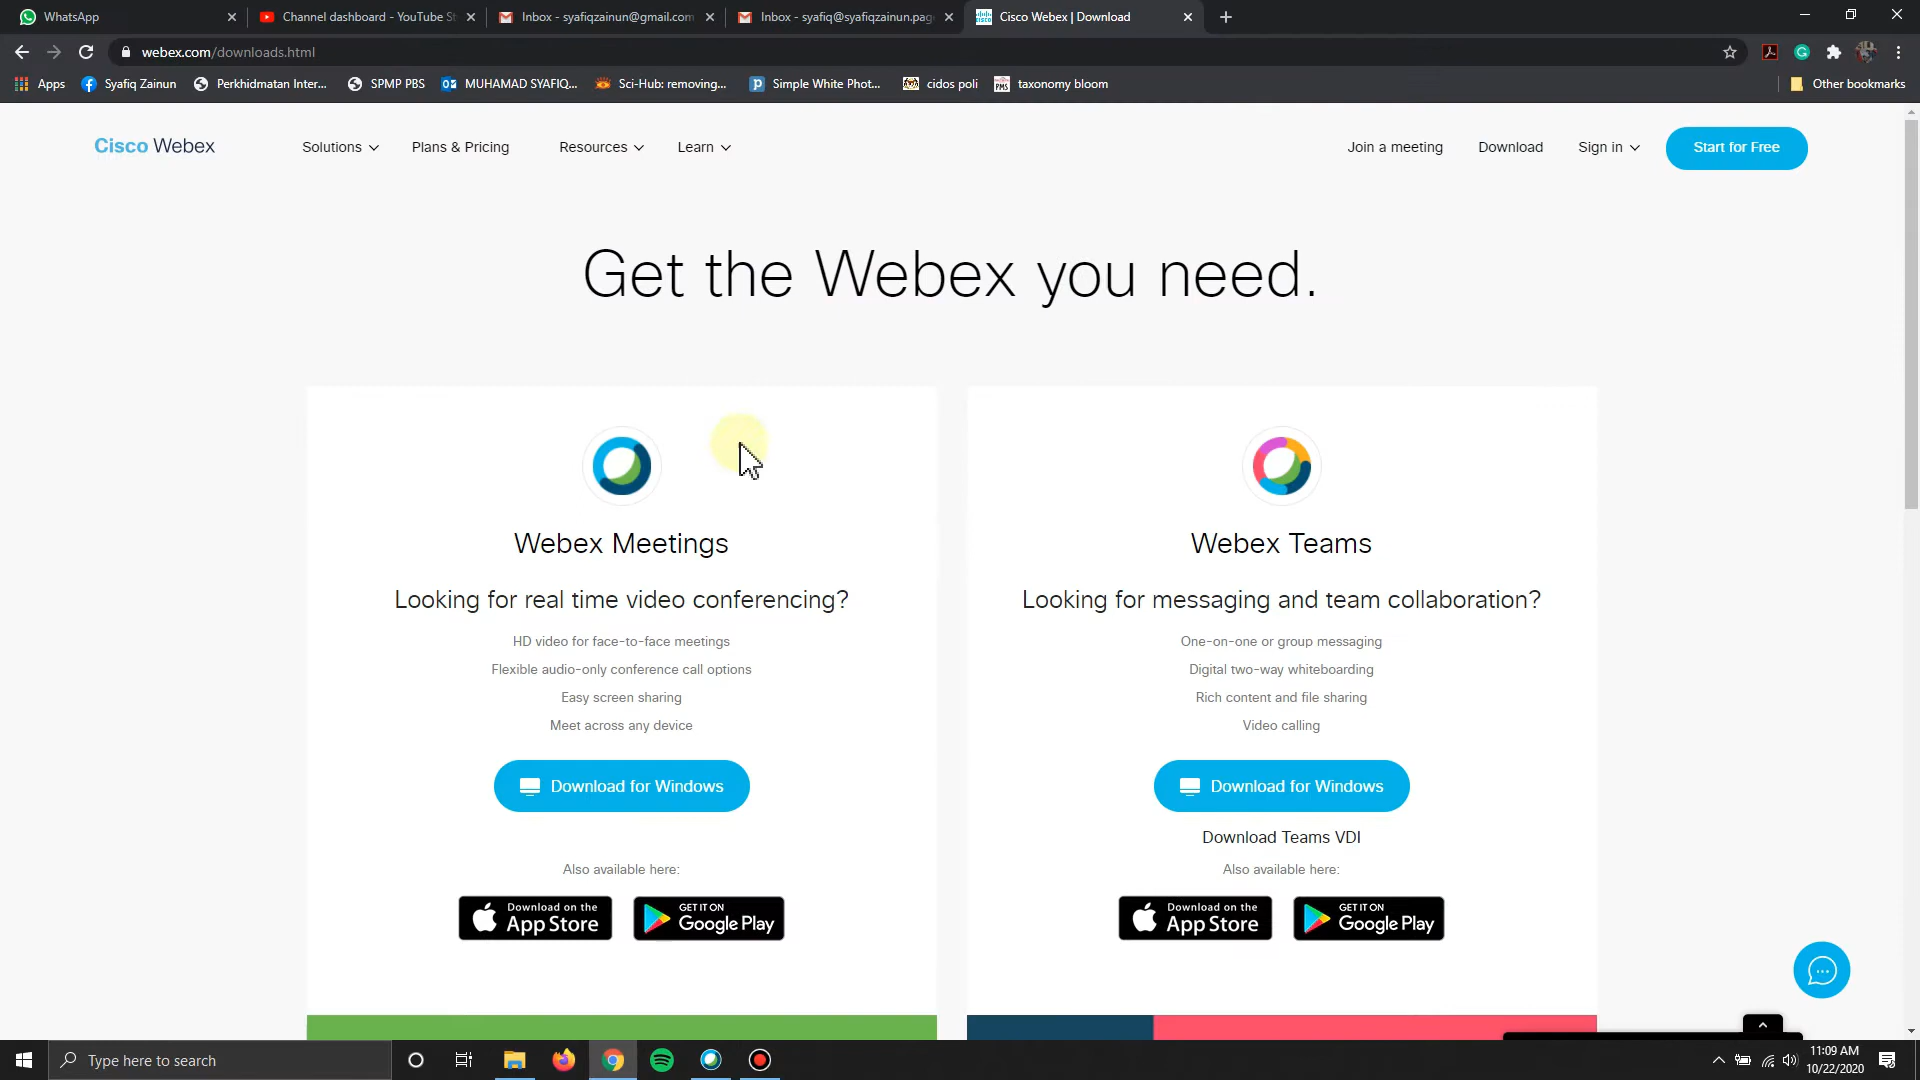 WhatsApp
Channel dashboard - YouTube St
Inbox - syafiqzainun@gmail.com
Inbox - syafiq@syafiqzainun.page
Cisco Webex | Download
webex.com/downloads.html
Apps
Syafiq Zainun
Perkhidmatan Inter...
SPMP PBS
MUHAMAD SYAFIQ...
Sci-Hub: removing...
Simple White Phot...
cidos poli
taxonomy bloom
Other bookmarks
Cisco Webex
Solutions
Plans & Pricing
Resources
Learn
Join a meeting
Download
Sign in
Start for Free
Get the Webex you need.
Webex Meetings
Looking for real time video conferencing?
HD video for face-to-face meetings
Flexible audio-only conference call options
Easy screen sharing
Meet across any device
Download for Windows
Also available here:
Download on the
App Store
GET IT ON
Google Play
Webex Teams
Looking for messaging and team collaboration?
One-on-one or group messaging
Digital two-way whiteboarding
Rich content and file sharing
Video calling
Download for Windows
Download Teams VDI
Also available here:
Download on the
App Store
GET IT ON
Google Play
Type here to search
11:09 AM
10/22/2020